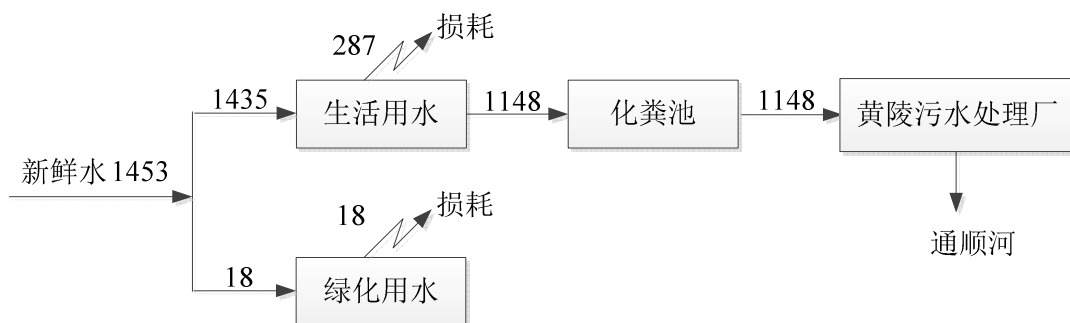 287
损耗
1435
生活用水
1148
化粪池
1148
黄陵污水处理厂
新鲜水1453
18
损耗
通顺河
18
绿化用水